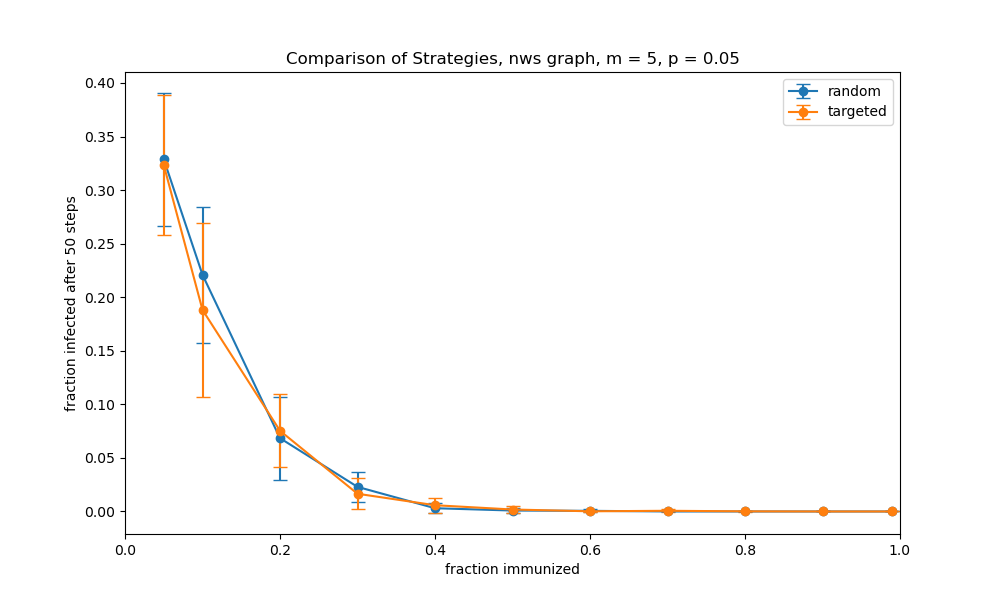 Comparison of Strategies, nws graph, m = 5, p = 0.05
random
targeted
fraction infected after 50 steps
0.40
0.35
0.30
0.25
0.20
0.15
0.10
0.05
0.00
0.0 0.2 0.4 0.6 0.8 1.0
fraction immunized